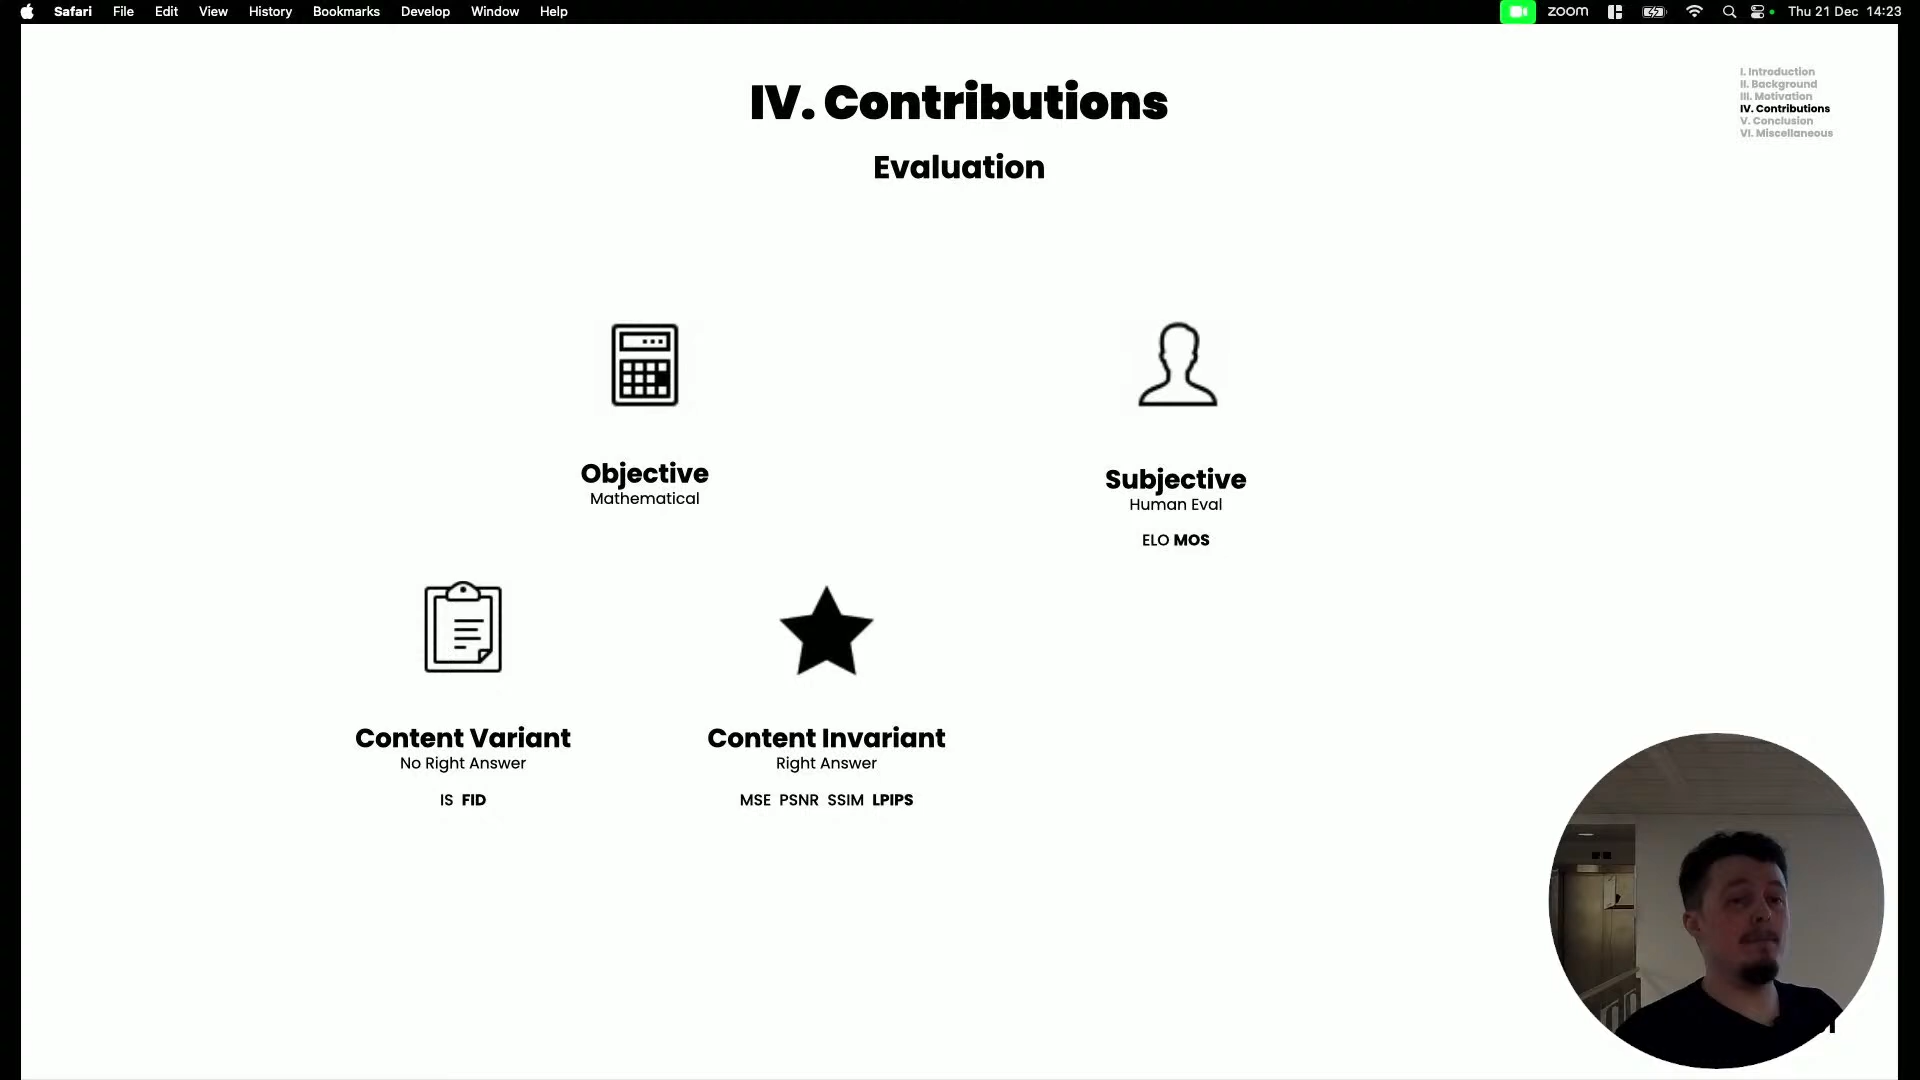 Safari File Edit View History Bookmarks Develop Window Help zoom Thu 21 Dec 14:23
IV. Contributions
Evaluation
I. Introduction
II. Background
III. Motivation
IV. Contributions
V. Conclusion
VI. Miscellaneous
Objective
Mathematical
Subjective
Human Eval
ELO MOS
Content Variant
No Right Answer
IS FID
Content Invariant
Right Answer
MSE PSNR SSIM LPIPS